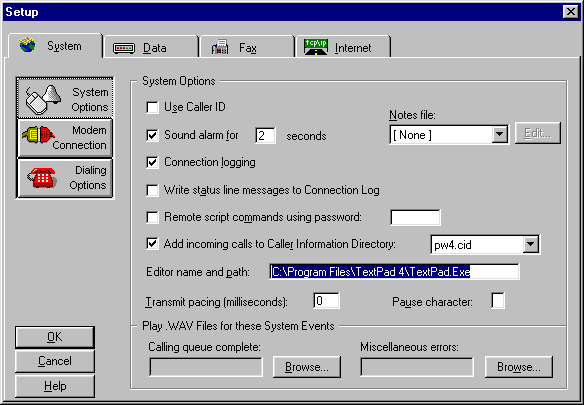 Setup
System
Data
Fax
tcp\ip
Internet
System Options
Modem Connection
Dialing Options
System Options
Use Caller ID
Sound alarm for 2 seconds
Notes file:
[ None ] Edit...
Connection logging
Write status line messages to Connection Log
Remote script commands using password:
Add incoming calls to Caller Information Directory: pw4.cid
Editor name and path: C:\Program Files\TextPad 4\TextPad.Exe
Transmit pacing (milliseconds): 0 Pause character:
Play .WAV Files for these System Events
Calling queue complete: Miscellaneous errors:
Browse... Browse...
OK
Cancel
Help